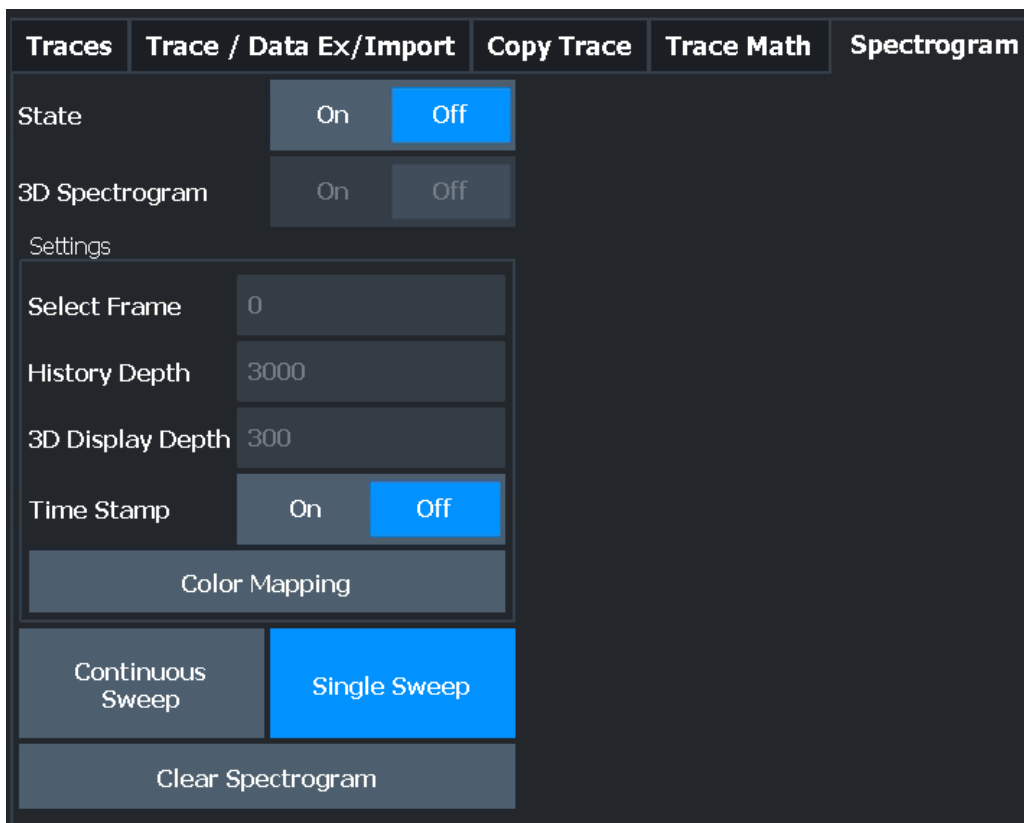 Traces Trace / Data Ex/Import Copy Trace Trace Math Spectrogram
State On Off
3D Spectrogram On Off
Settings
Select Frame 0
History Depth 3000
3D Display Depth 300
Time Stamp On Off
Color Mapping
Continuous
Sweep
Single Sweep
Clear Spectrogram